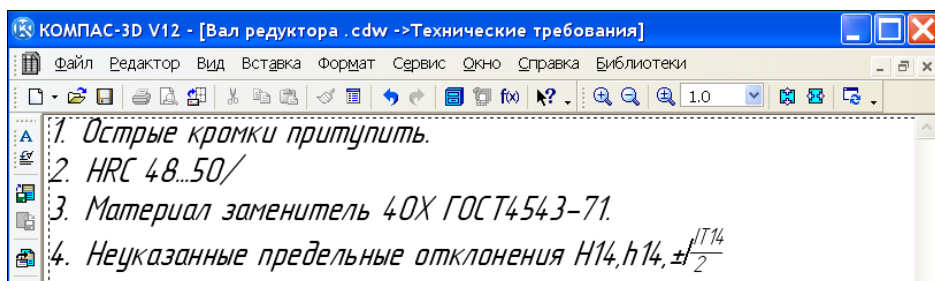 КОМПАС-3D V12 - [Вал редуктора .cdw ->Технические требования]
Файл Редактор Вид Вставка Формат Сервис Окно Справка Библиотеки
f(x) 1.0
1. Острые кромки притупить.
2. HRC 48...50/
3. Материал заменитель 40Х ГОСТ4543-71.
4. Неуказанные предельные отклонения H14,h14,±IT14/2